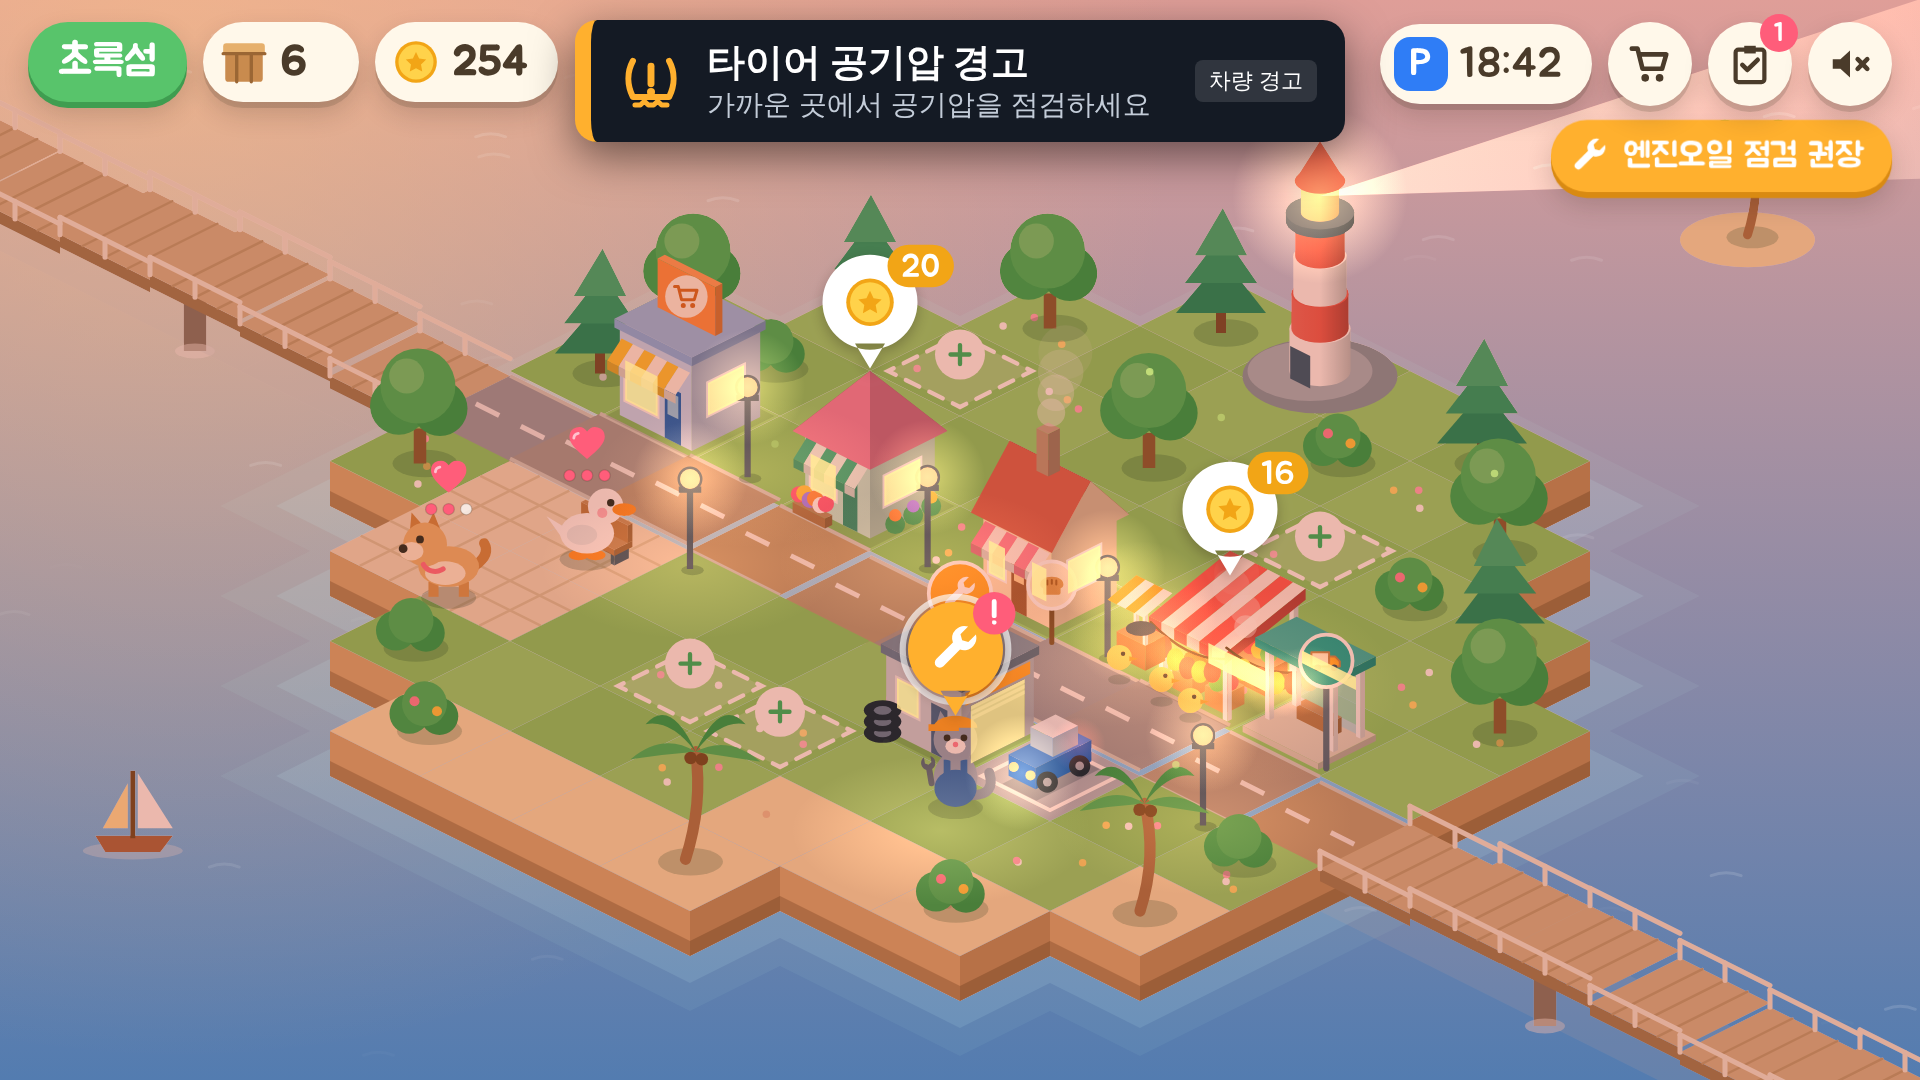 초록섬
6
254
타이어 공기압 경고
가까운 곳에서 공기압을 점검하세요
차량 경고
P
18:42
1
엔진오일 점검 권장
20
16
!